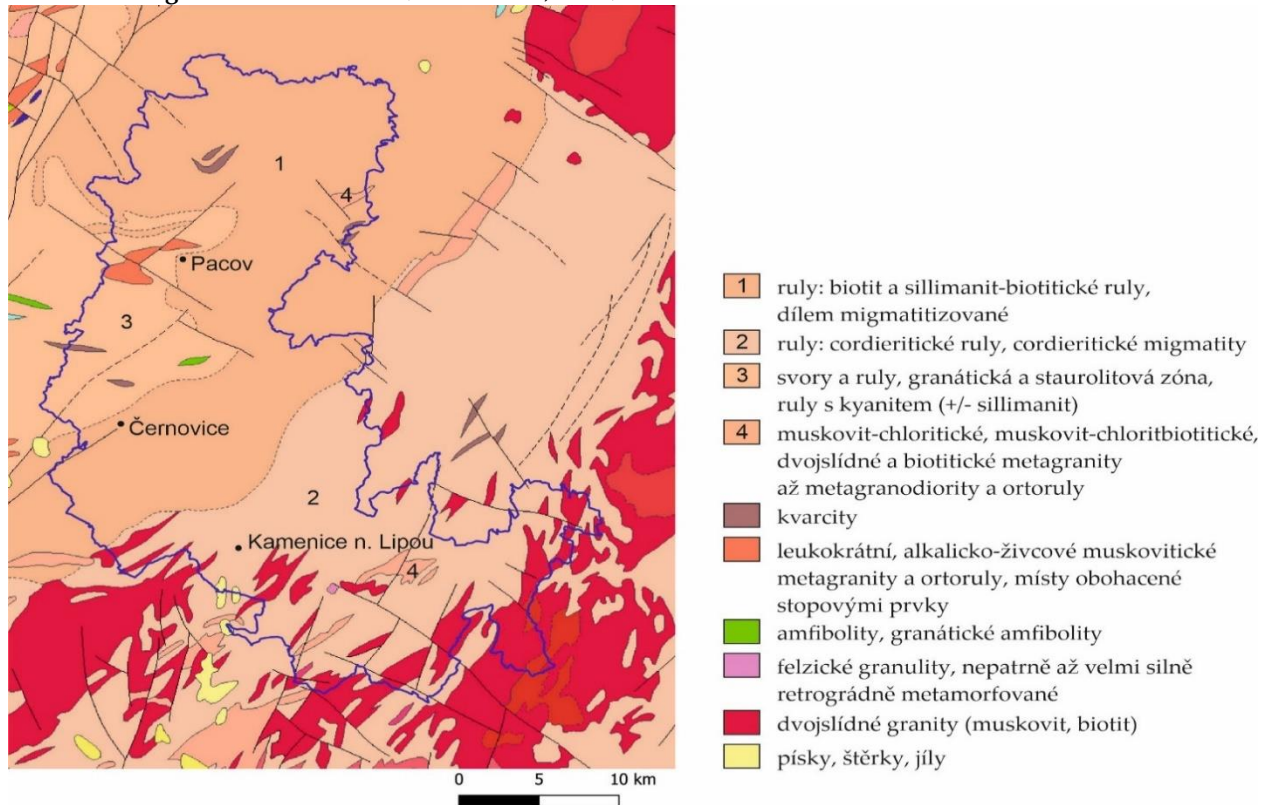 1
4
Pacov
3
Černovice
2
Kamenice n. Lipou
4
0 5 10 km
1 ruly: biotit a sillimanit-biotitické ruly,
dílem migmatitizované
2 ruly: cordieritické ruly, cordieritické migmatity
3 svory a ruly, granátická a staurolitová zóna,
ruly s kyanitem (+/- sillimanit)
4 muskovit-chloritické, muskovit-chloritbiotitické,
dvojslídné a biotitické metagranity
až metagranodiority a ortoruly
kvarcity
leukokrátní, alkalicko-živcové muskovitické
metagranity a ortoruly, místy obohacené
stopovými prvky
amfibolity, granátické amfibolity
felzické granulity, nepatrně až velmi silně
retrográdně metamorfované
dvojslídné granity (muskovit, biotit)
písky, štěrky, jíly